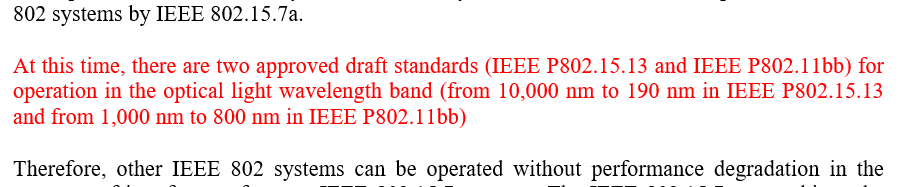 802 systems by IEEE 802.15.7a.
At this time, there are two approved draft standards (IEEE P802.15.13 and IEEE P802.11bb) for
operation in the optical light wavelength band (from 10,000 nm to 190 nm in IEEE P802.15.13
and from 1,000 nm to 800 nm in IEEE P802.11bb)
Therefore, other IEEE 802 systems can be operated without performance degradation in the